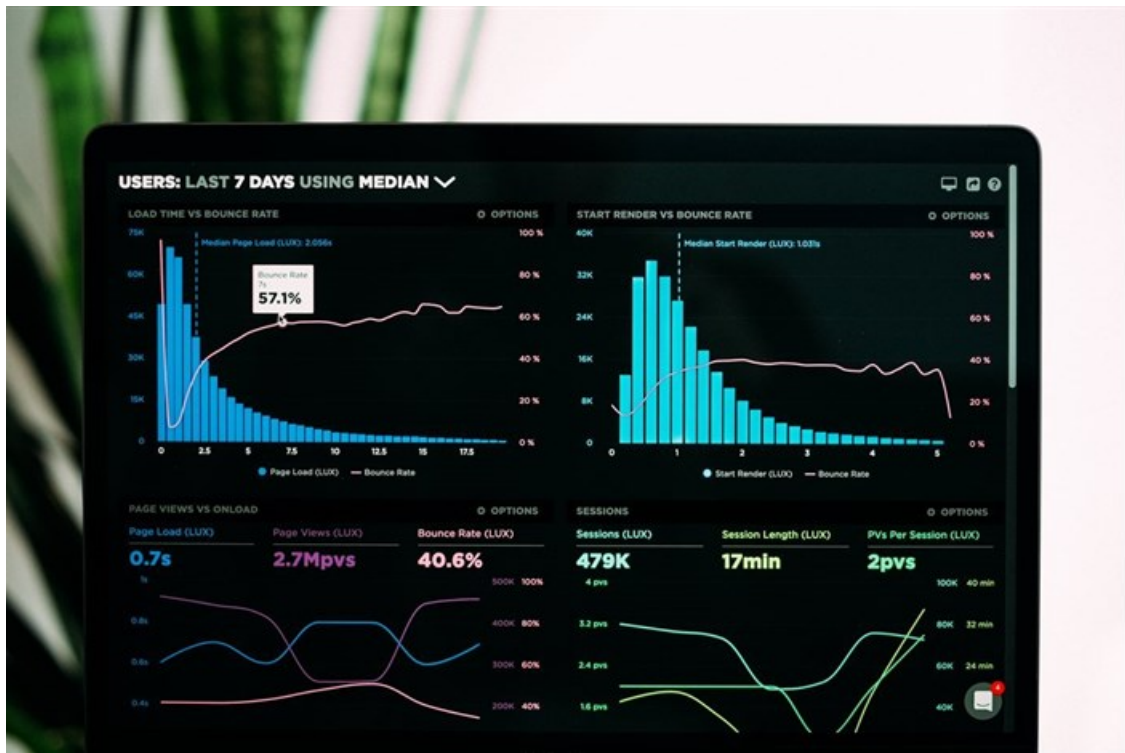 USERS: LAST 7 DAYS USING MEDIAN
LOAD TIME VS BOUNCE RATE
OPTIONS
75K
60K
45K
30K
15K
0
Median Page Load (LUX): 2.056s
Bounce Rate
7s
57.1%
100 %
80 %
60 %
40 %
20 %
0 %
0 2.5 5 7.5 10 12.5 15 17.5
Page Load (LUX) Bounce Rate
START RENDER VS BOUNCE RATE
OPTIONS
40K
32K
24K
16K
8K
0
Median Start Render (LUX): 1.031s
100 %
80 %
60 %
40 %
20 %
0 %
0 1 2 3 4 5
Start Render (LUX) Bounce Rate
PAGE VIEWS VS ONLOAD
OPTIONS
Page Load (LUX)
0.7s
Page Views (LUX)
2.7Mpvs
Bounce Rate (LUX)
40.6%
1s
0.8s
0.6s
0.4s
500K 100%
400K 80%
300K 60%
200K 40%
SESSIONS
OPTIONS
Sessions (LUX)
479K
Session Length (LUX)
17min
PVs Per Session (LUX)
2pvs
4 pvs
3.2 pvs
2.4 pvs
1.6 pvs
100K 40 min
80K 32 min
60K 24 min
40K
4